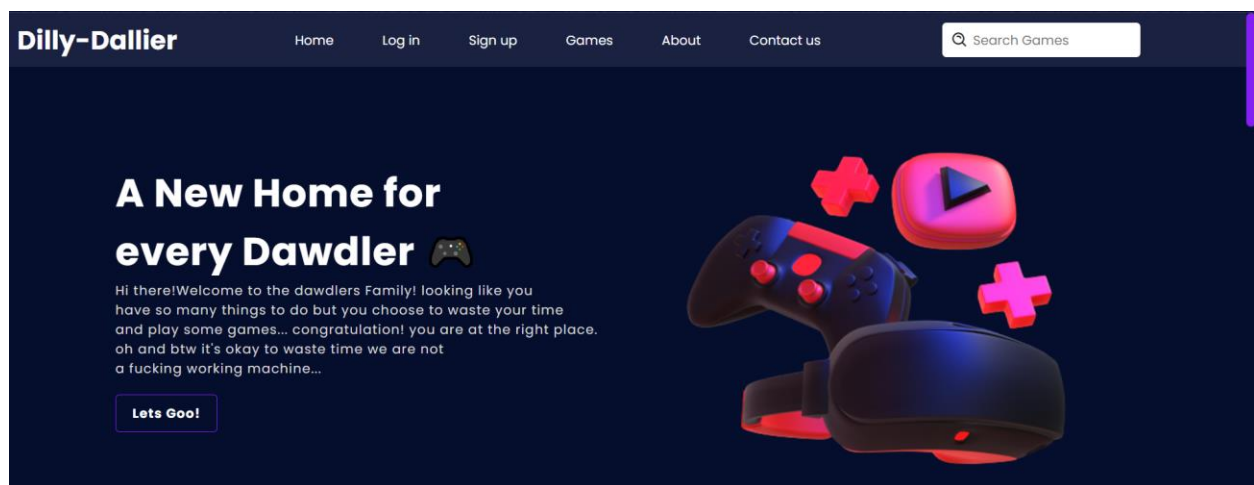 Dilly-Dallier
Home
Log in
Sign up
Games
About
Contact us
Search Games
A New Home for
every Dawdler 🎮
Hi there!Welcome to the dawdlers Family! looking like you
have so many things to do but you choose to waste your time
and play some games... congratulation! you are at the right place.
oh and btw it's okay to waste time we are not
a fucking working machine...
Lets Goo!